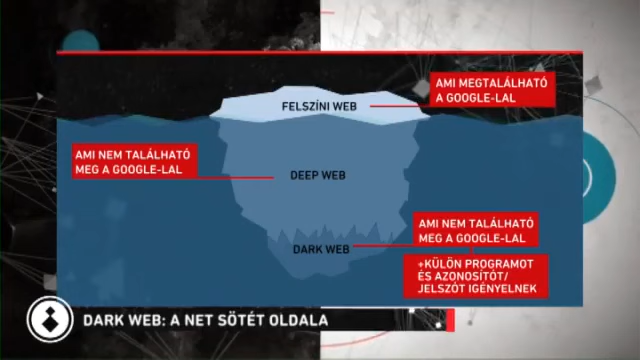 AMI MEGTALÁLHATÓ
A GOOGLE-LAL
FELSZÍNI WEB
AMI NEM TALÁLHATÓ
MEG A GOOGLE-LAL
DEEP WEB
AMI NEM TALÁLHATÓ
MEG A GOOGLE-LAL
DARK WEB
+KÜLÖN PROGRAMOT
ÉS AZONOSÍTÓT/
JELSZÓT IGÉNYELNEK
DARK WEB: A NET SÖTÉT OLDALA